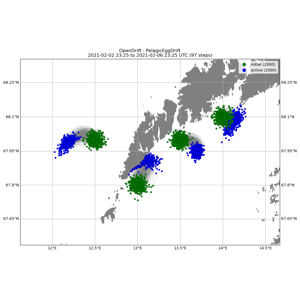 OpenDrift - PelagicEggDrift
2021-02-02 23:25 to 2021-02-06 23:25 UTC (97 steps)
initial (2000)
active (2000)
68.25°N 68.25°N
68.1°N 68.1°N
67.95°N 67.95°N
67.8°N 67.8°N
67.65°N 67.65°N
12°E 12.5°E 13°E 13.5°E 14°E 14.5°E